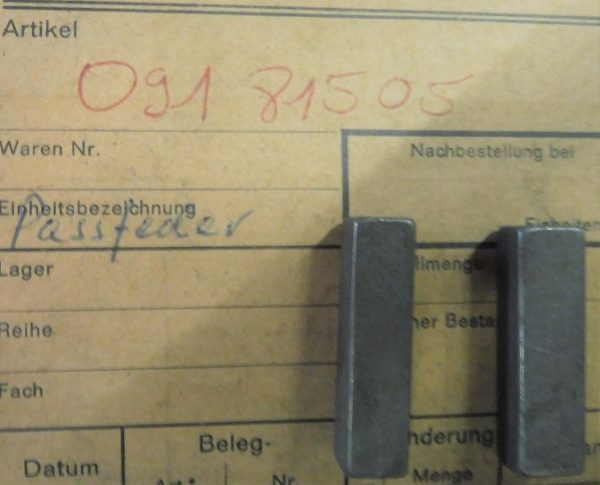 Artikel
091 81505
Waren Nr.
Nachbestellung bei
Einheitsbezeichnung
Passfeder
Lager
Reihe
Fach
Beleg-
Datum
Nr.
Menge